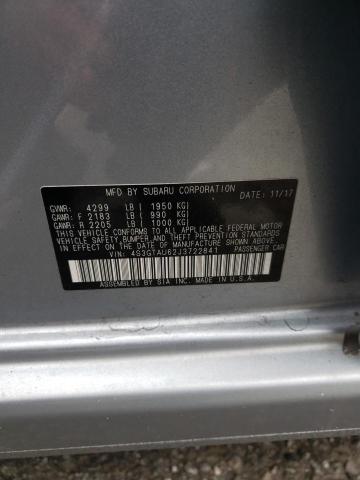 MFD BY SUBARU CORPORATION DATE: 11/17
GVWR: 4299 LB ( 1950 KG)
GAWR: F 2183 LB ( 990 KG)
GAWR: R 2205 LB ( 1000 KG)
THIS VEHICLE CONFORMS TO ALL APPLICABLE FEDERAL MOTOR
VEHICLE SAFETY, BUMPER, AND THEFT PREVENTION STANDARDS
IN EFFECT ON THE DATE OF MANUFACTURE SHOWN ABOVE.
VIN: 4S3GTAU62J3722841 PASSENGER CAR
ASSEMBLED BY SIA INC. MADE IN U.S.A.